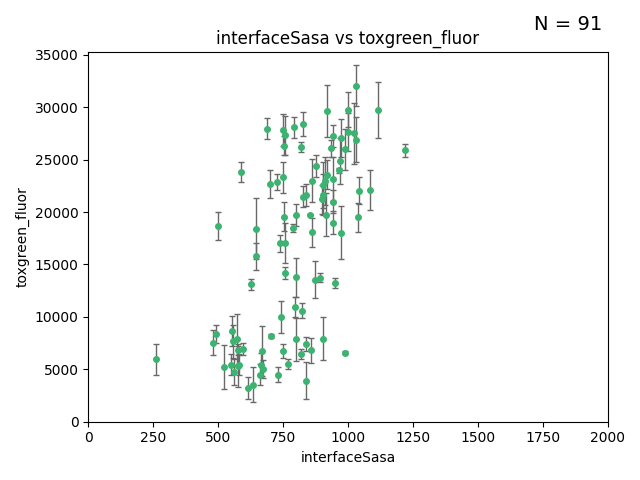 N = 91
interfaceSasa vs toxgreen_fluor
35000
30000
25000
20000
15000
10000
5000
0
toxgreen_fluor
0 250 500 750 1000 1250 1500 1750 2000
interfaceSasa